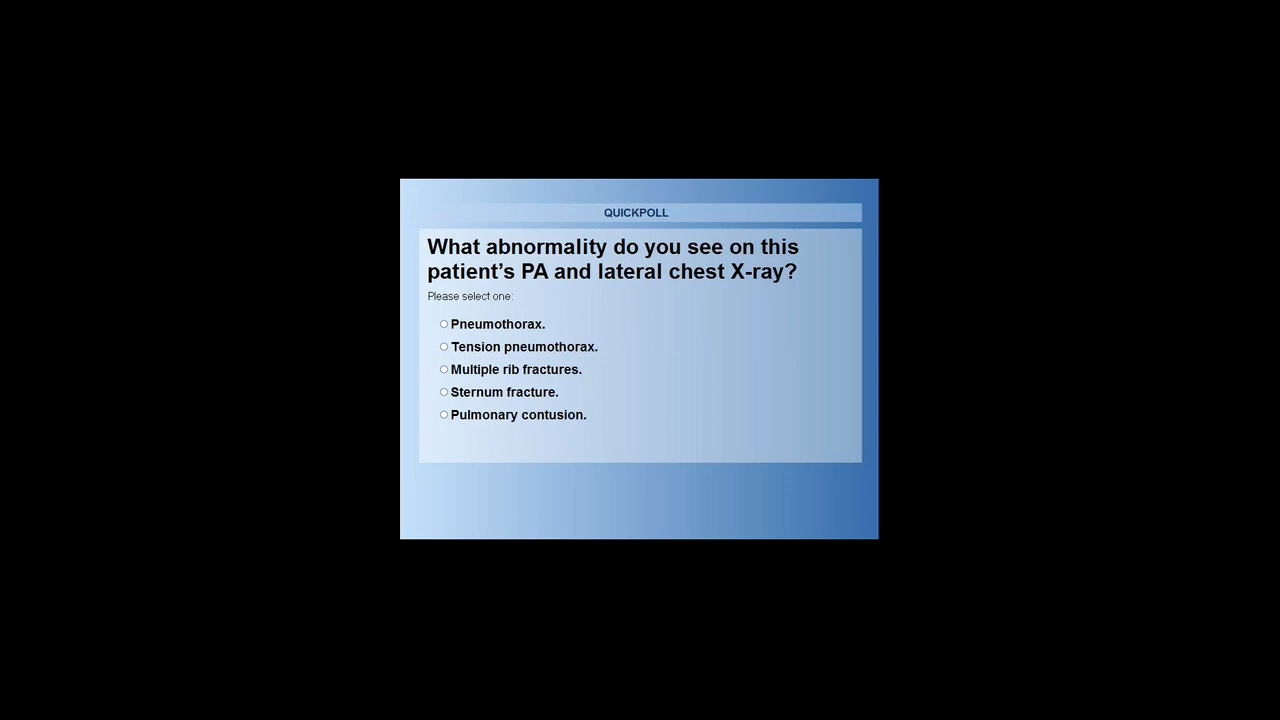 QUICKPOLL
What abnormality do you see on this
patient’s PA and lateral chest X-ray?
Please select one:
Pneumothorax.
Tension pneumothorax.
Multiple rib fractures.
Sternum fracture.
Pulmonary contusion.